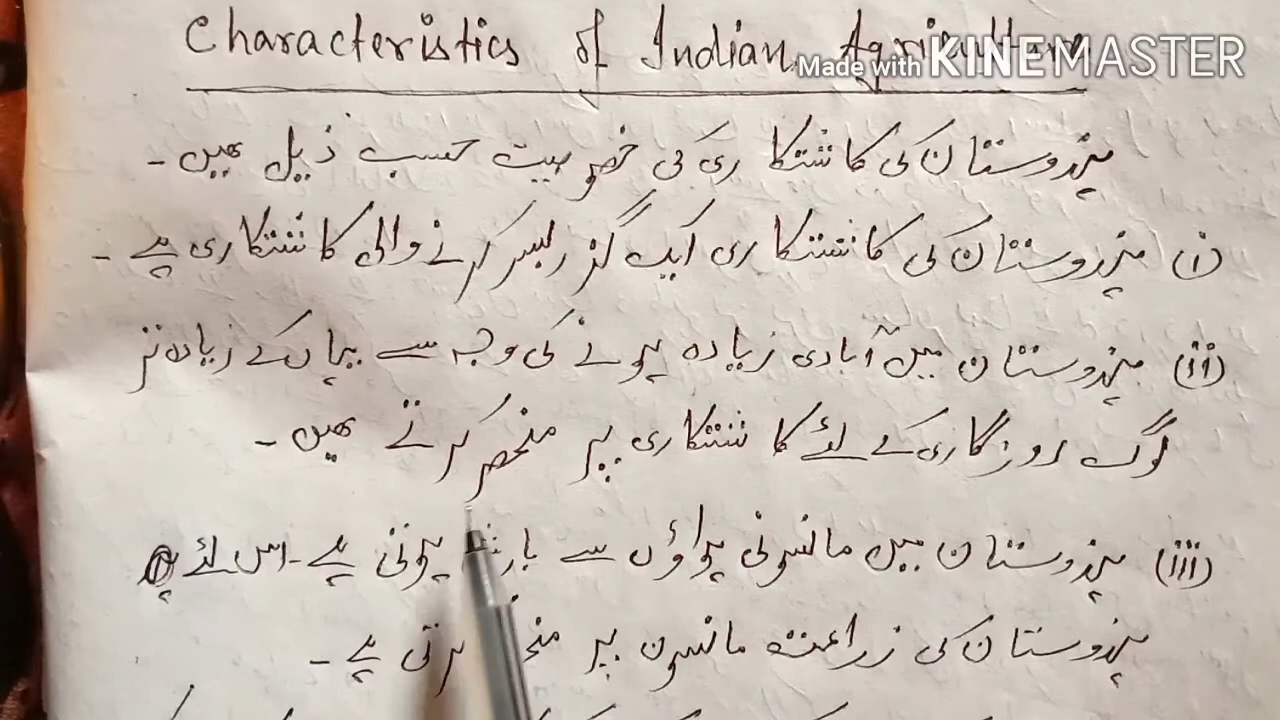 Characteristics of Indian Agriculture
Made with KINEMASTER
ہندوستان کی کاشتکاری کی خصوصیت حسب ذیل ھیں۔
(i) ہندوستان کی کاشتکاری ایک گزر بسر کرنے والی کاشتکاری ہے۔
(ii) ہندوستان میں آبادی زیادہ ہونے کی وجہ سے یہاں کے زیادہ تر
لوگ روزگاری کے لئے کاشتکاری پر منحصر کرتے ھیں۔
(iii) ہندوستان میں مانسونی ہواؤں سے بارش ہوتی ہے۔ اس لئے
ہندوستان کی زراعت مانسون پر منحصر کرتی ہے۔